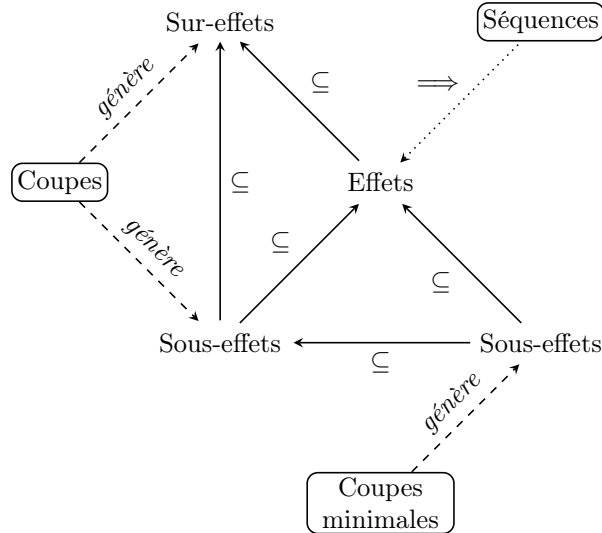 Sur-effets
Séquences
génère
⊆
⟹
Coupes
⊆
Effets
génère
⊆
⊆
Sous-effets
Sous-effets
⊆
génère
Coupes
minimales